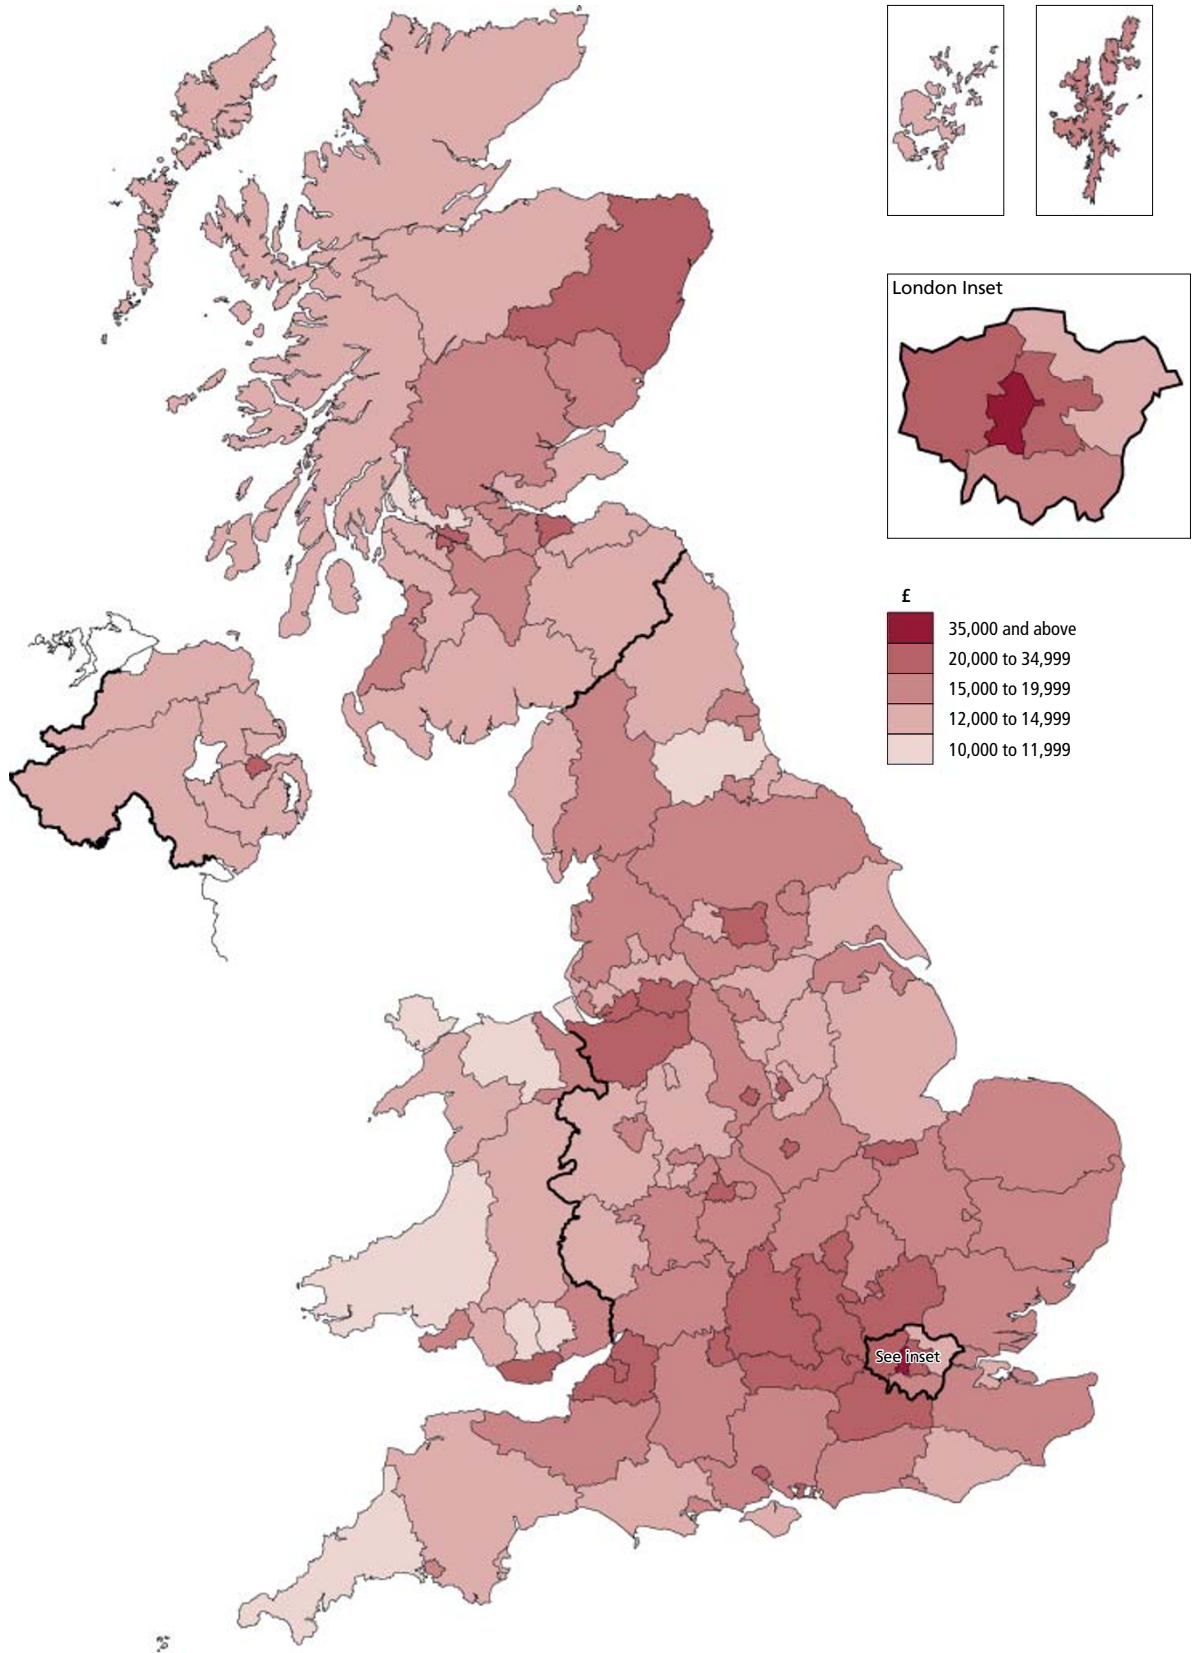 London Inset
£
35,000 and above
20,000 to 34,999
15,000 to 19,999
12,000 to 14,999
10,000 to 11,999
See inset